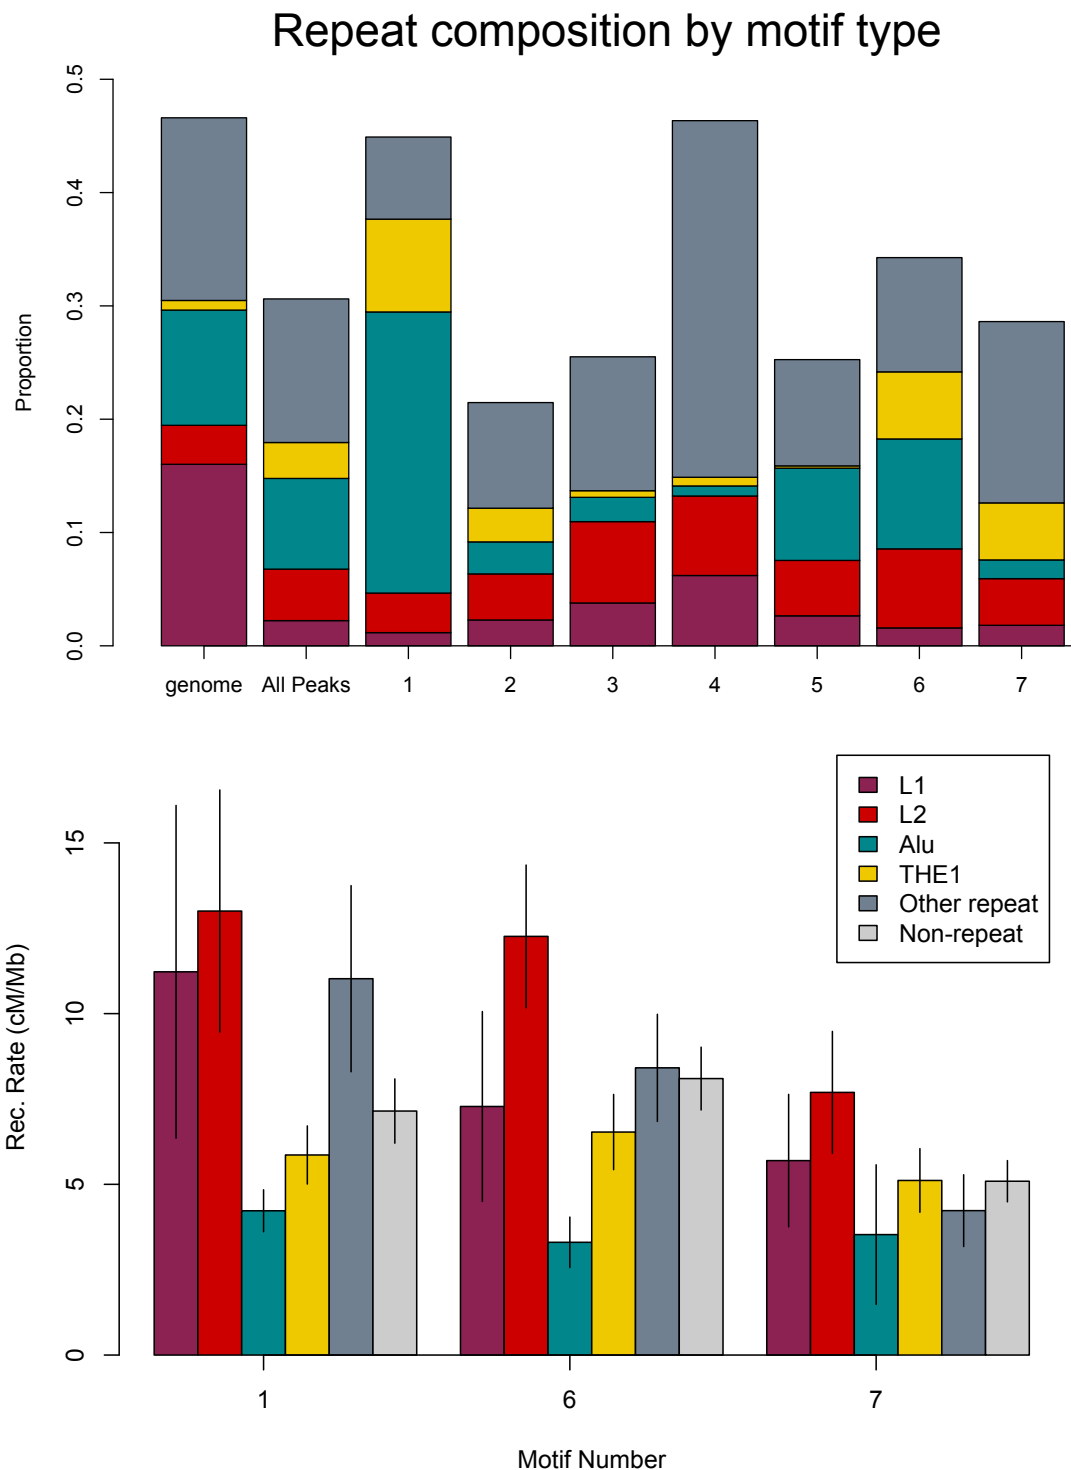 Repeat composition by motif type
Proportion
0.5
0.4
0.3
0.2
0.1
0.0
genome All Peaks 1 2 3 4 5 6 7
L1
L2
Alu
THE1
Other repeat
Non-repeat
Rec. Rate (cM/Mb)
15
10
5
0
1 6 7
Motif Number